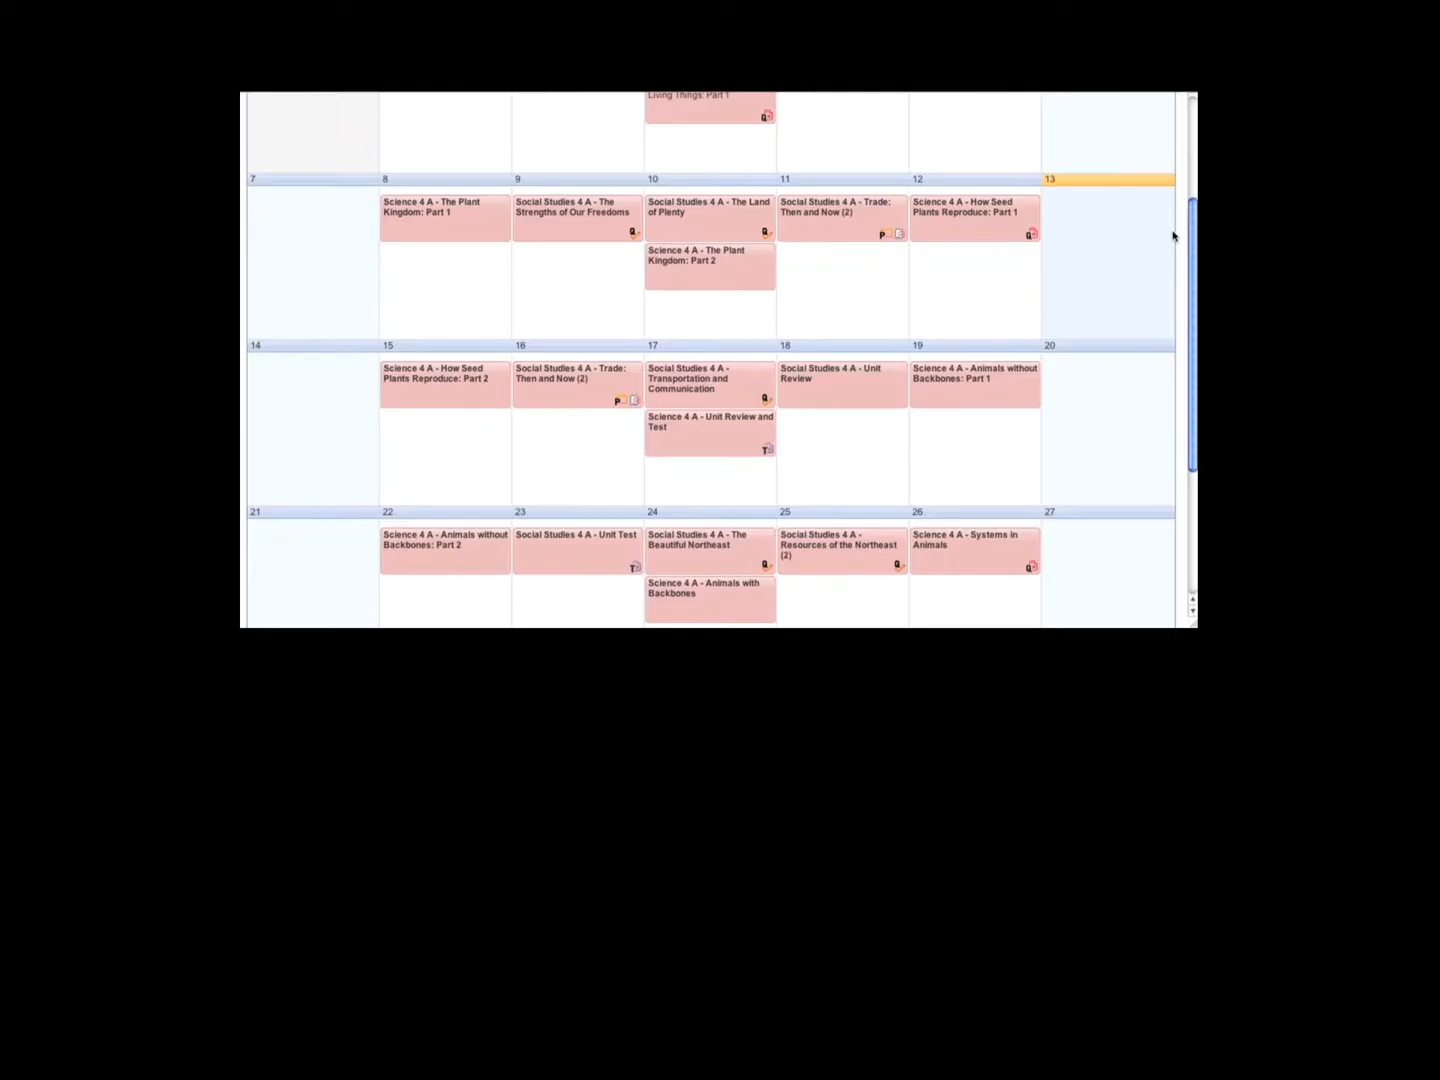 Living Things: Part 1
Q
7 8 9 10 11 12 13
Science 4 A - The Plant
Kingdom: Part 1
Social Studies 4 A - The
Strengths of Our Freedoms
Q
Social Studies 4 A - The Land
of Plenty
Q
Science 4 A - The Plant
Kingdom: Part 2
Social Studies 4 A - Trade:
Then and Now (2)
P
Science 4 A - How Seed
Plants Reproduce: Part 1
Q
14 15 16 17 18 19 20
Science 4 A - How Seed
Plants Reproduce: Part 2
Social Studies 4 A - Trade:
Then and Now (2)
P
Social Studies 4 A -
Transportation and
Communication
Q
Science 4 A - Unit Review and
Test
T
Social Studies 4 A - Unit
Review
Science 4 A - Animals without
Backbones: Part 1
21 22 23 24 25 26 27
Science 4 A - Animals without
Backbones: Part 2
Social Studies 4 A - Unit Test
T
Social Studies 4 A - The
Beautiful Northeast
Q
Science 4 A - Animals with
Backbones
Social Studies 4 A -
Resources of the Northeast
(2)
Q
Science 4 A - Systems in
Animals
Q